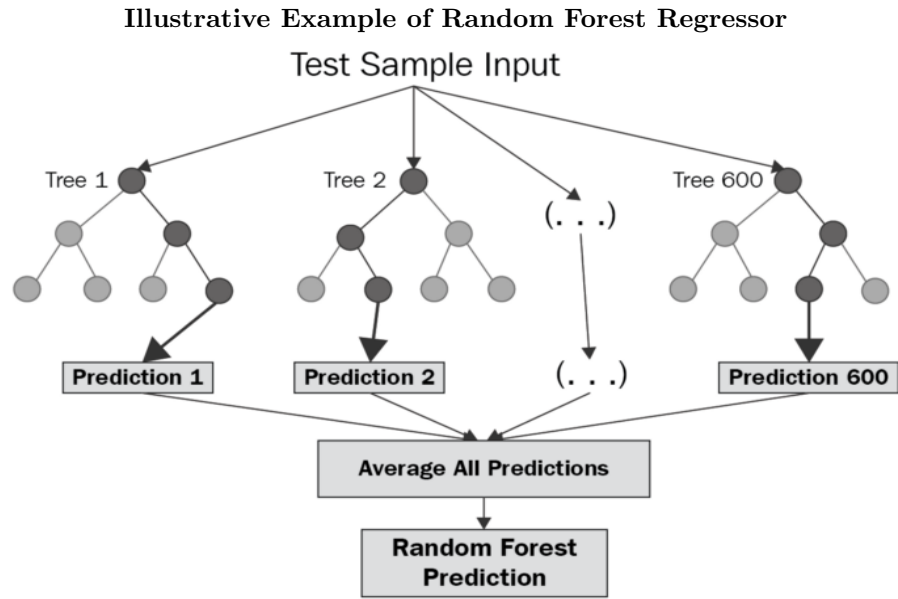 Illustrative Example of Random Forest Regressor
Test Sample Input
Tree 1
Tree 2
Tree 600
(. . .)
Prediction 1
Prediction 2
(. . .)
Prediction 600
Average All Predictions
Random Forest
Prediction